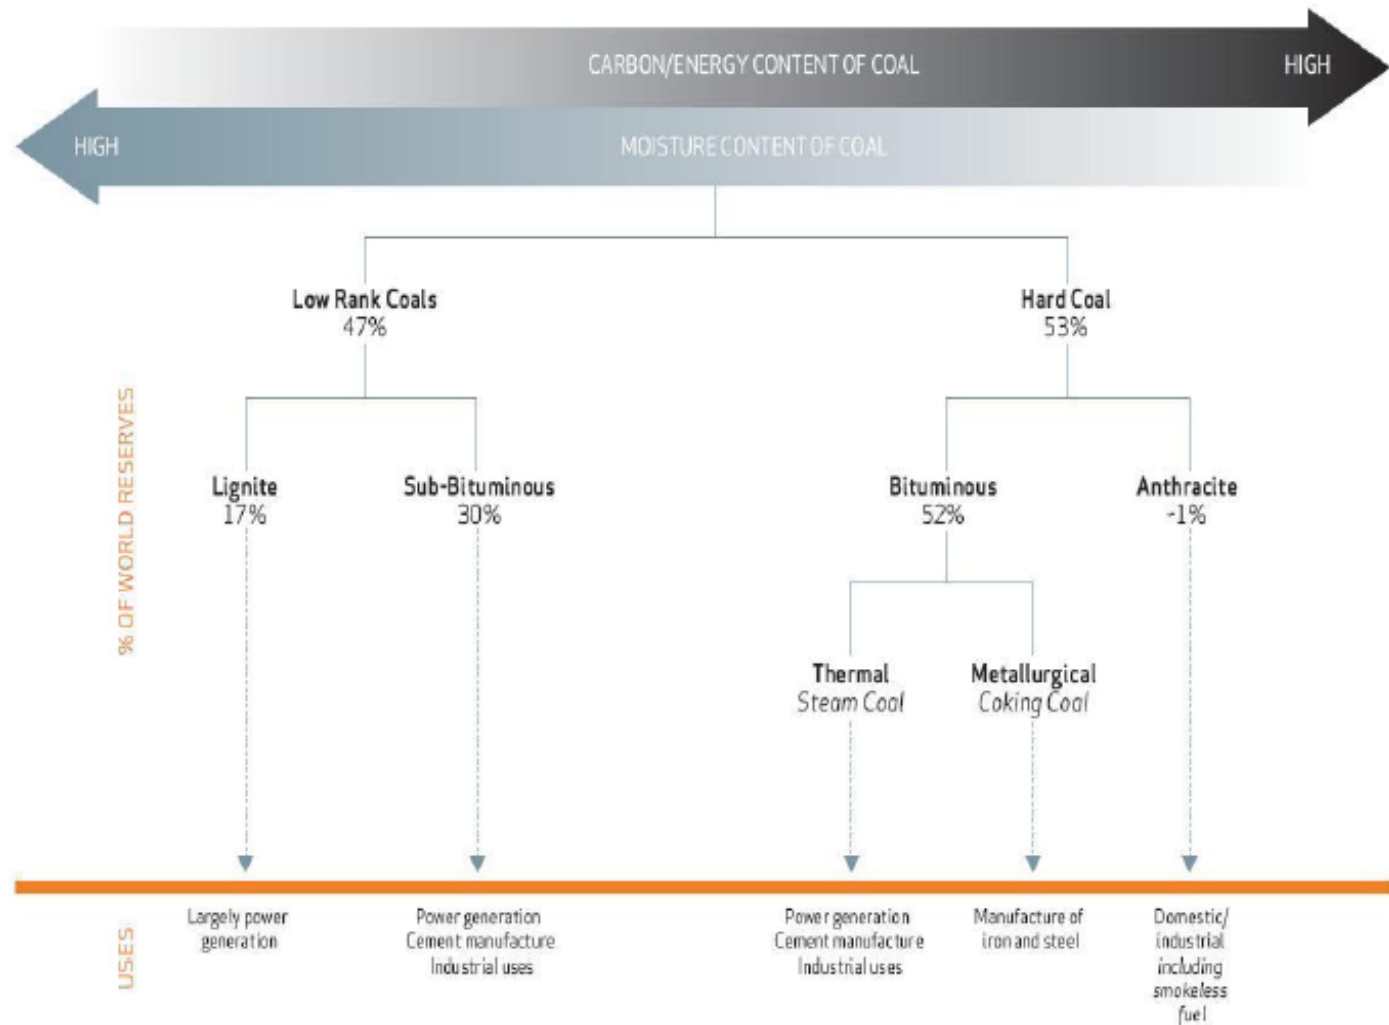 CARBON/ENERGY CONTENT OF COAL
HIGH
HIGH
MOISTURE CONTENT OF COAL
Low Rank Coals
47%
Hard Coal
53%
% OF WORLD RESERVES
Lignite
17%
Sub-Bituminous
30%
Bituminous
52%
Anthracite
~1%
Thermal
Steam Coal
Metallurgical
Coking Coal
USES
Largely power
generation
Power generation
Cement manufacture
Industrial uses
Power generation
Cement manufacture
Industrial uses
Manufacture of
iron and steel
Domestic/
industrial
including
smokeless
fuel